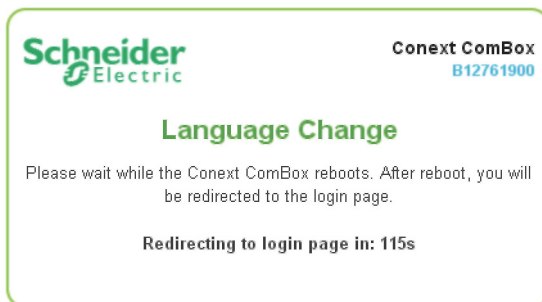 Schneider
Electric
Conext ComBox
B12761900
Language Change
Please wait while the Conext ComBox reboots. After reboot, you will
be redirected to the login page.
Redirecting to login page in: 115s